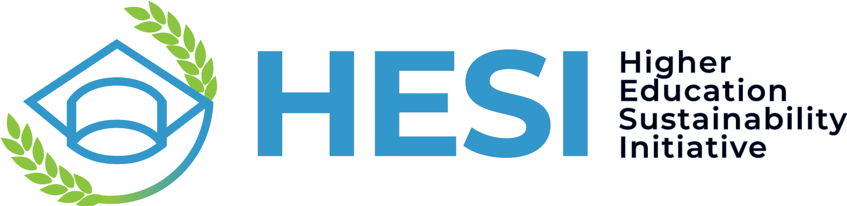 HESI
Higher
Education
Sustainability
Initiative